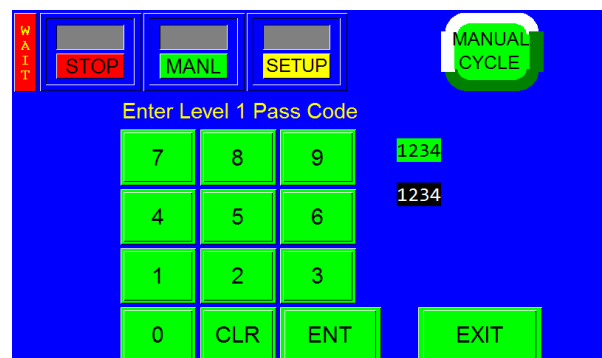 WAIT
STOP MANL SETUP
MANUAL
CYCLE
Enter Level 1 Pass Code
7 8 9 1234
1234
4 5 6
1 2 3
0 CLR ENT EXIT